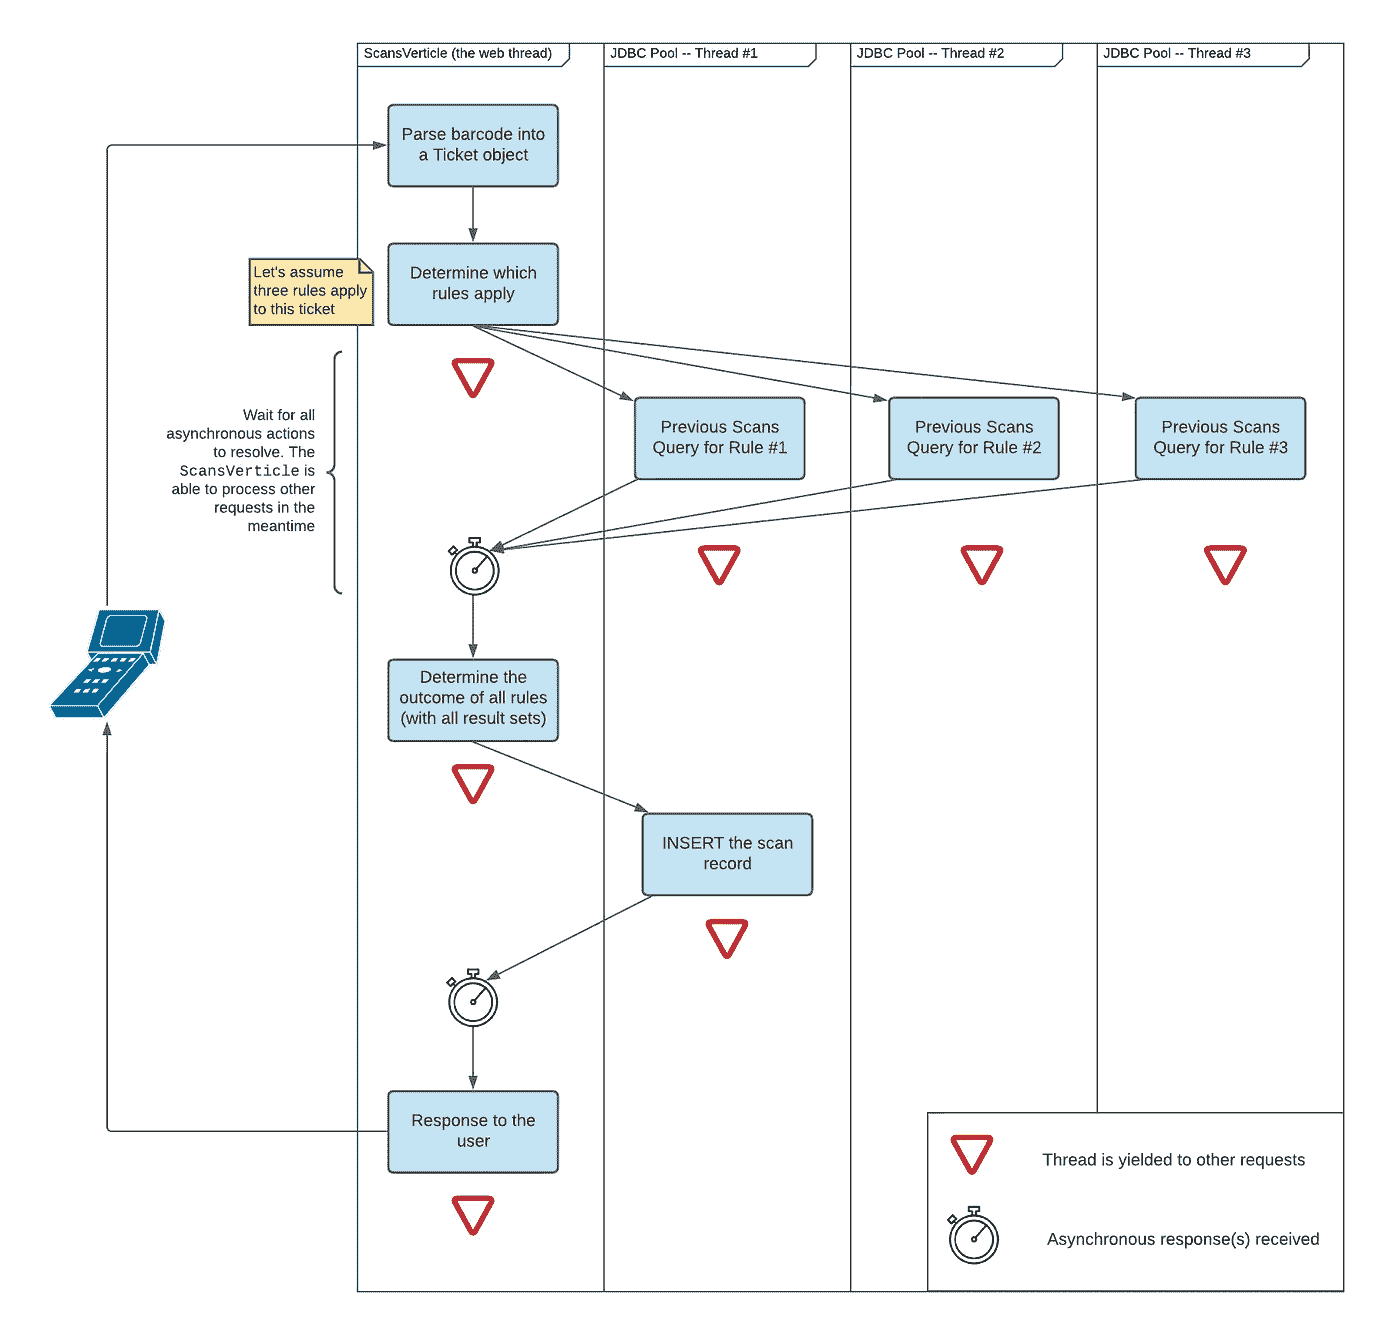 ScansVerticle (the web thread)
JDBC Pool -- Thread #1
JDBC Pool -- Thread #2
JDBC Pool -- Thread #3
Parse barcode into
a Ticket object
Let's assume
three rules apply
to this ticket
Determine which
rules apply
Wait for all
asynchronous actions
to resolve. The
ScansVerticle is
able to process other
requests in the
meantime
Previous Scans
Query for Rule #1
Previous Scans
Query for Rule #2
Previous Scans
Query for Rule #3
Determine the
outcome of all rules
(with all result sets)
INSERT the scan
record
Response to the
user
Thread is yielded to other requests
Asynchronous response(s) received